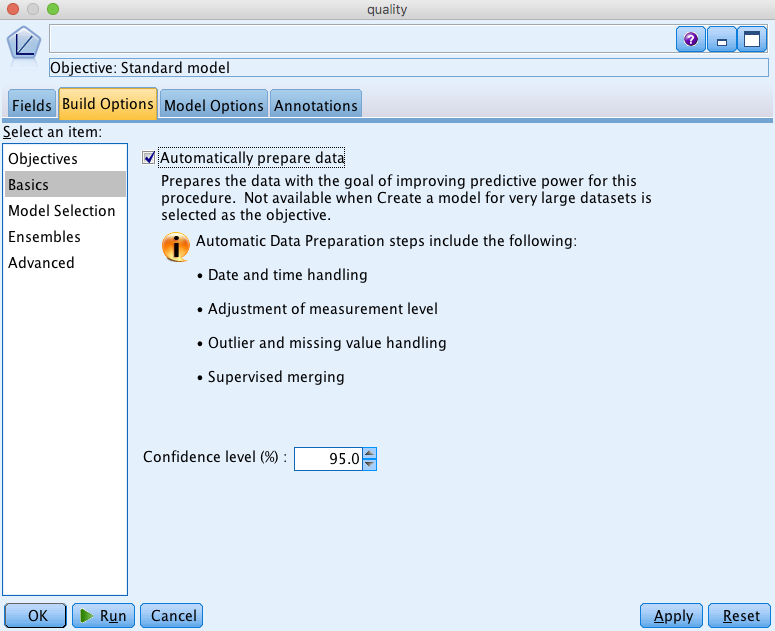 quality
?
Objective: Standard model
Fields
Build Options
Model Options
Annotations
Select an item:
Objectives
Basics
Model Selection
Ensembles
Advanced
Automatically prepare data
Prepares the data with the goal of improving predictive power for this
procedure.  Not available when Create a model for very large datasets is
selected as the objective.
i
Automatic Data Preparation steps include the following:
• Date and time handling
• Adjustment of measurement level
• Outlier and missing value handling
• Supervised merging
Confidence level (%) :
95.0
OK
Run
Cancel
Apply
Reset